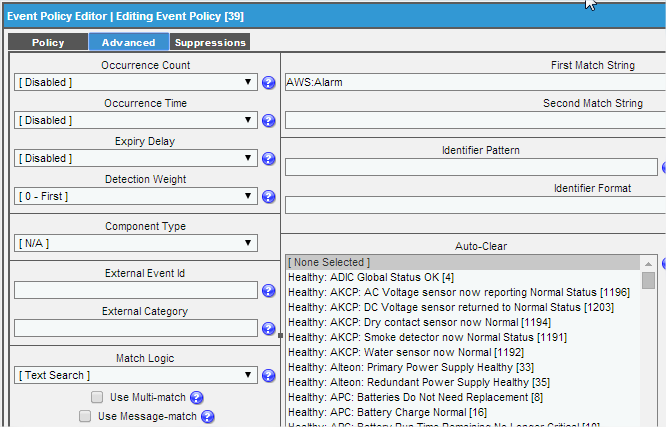 Event Policy Editor | Editing Event Policy [39]
Policy
Advanced
Suppressions
Occurrence Count
[ Disabled ]
Occurrence Time
[ Disabled ]
Expiry Delay
[ Disabled ]
Detection Weight
[ 0 - First ]
Component Type
[ N/A ]
External Event Id
External Category
Match Logic
[ Text Search ]
Use Multi-match
Use Message-match
First Match String
AWS:Alarm
Second Match String
Identifier Pattern
Identifier Format
Auto-Clear
[ None Selected ]
Healthy: ADIC Global Status OK [4]
Healthy: AKCP: AC Voltage sensor now reporting Normal Status [1196]
Healthy: AKCP: DC Voltage sensor returned to Normal Status [1203]
Healthy: AKCP: Dry contact sensor now Normal [1194]
Healthy: AKCP: Smoke detector now Normal Status [1191]
Healthy: AKCP: Water sensor now Normal [1192]
Healthy: Alteon: Primary Power Supply Healthy [33]
Healthy: Alteon: Redundant Power Supply Healthy [35]
Healthy: APC: Batteries Do Not Need Replacement [8]
Healthy: APC: Battery Charge Normal [16]
Healthy: APC: Battery Run Time Remaining No Longer Critical [10]